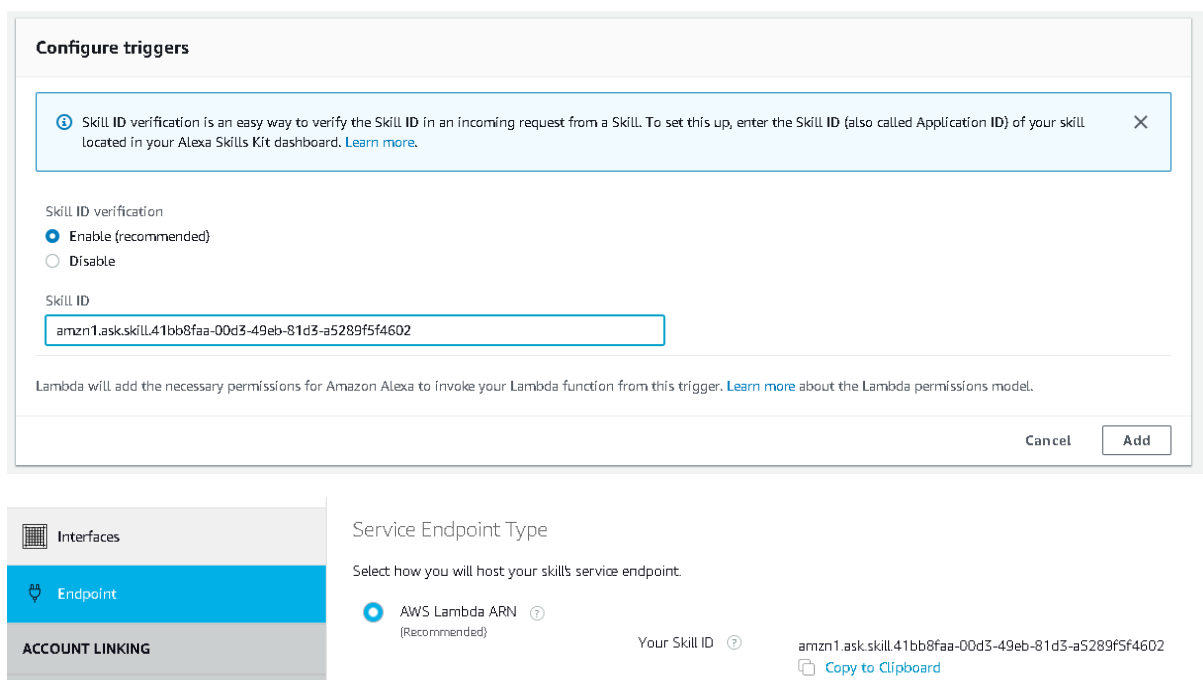 Configure triggers
Skill ID verification is an easy way to verify the Skill ID in an incoming request from a Skill. To set this up, enter the Skill ID (also called Application ID) of your skill
located in your Alexa Skills Kit dashboard. Learn more.
Skill ID verification
Enable (recommended)
Disable
Skill ID
amzn1.ask.skill.41bb8faa-00d3-49eb-81d3-a5289f5f4602
Lambda will add the necessary permissions for Amazon Alexa to invoke your Lambda function from this trigger. Learn more about the Lambda permissions model.
Cancel
Add
Interfaces
Endpoint
ACCOUNT LINKING
Service Endpoint Type
Select how you will host your skill's service endpoint.
AWS Lambda ARN ?
(Recommended)
Your Skill ID ?
amzn1.ask.skill.41bb8faa-00d3-49eb-81d3-a5289f5f4602
Copy to Clipboard